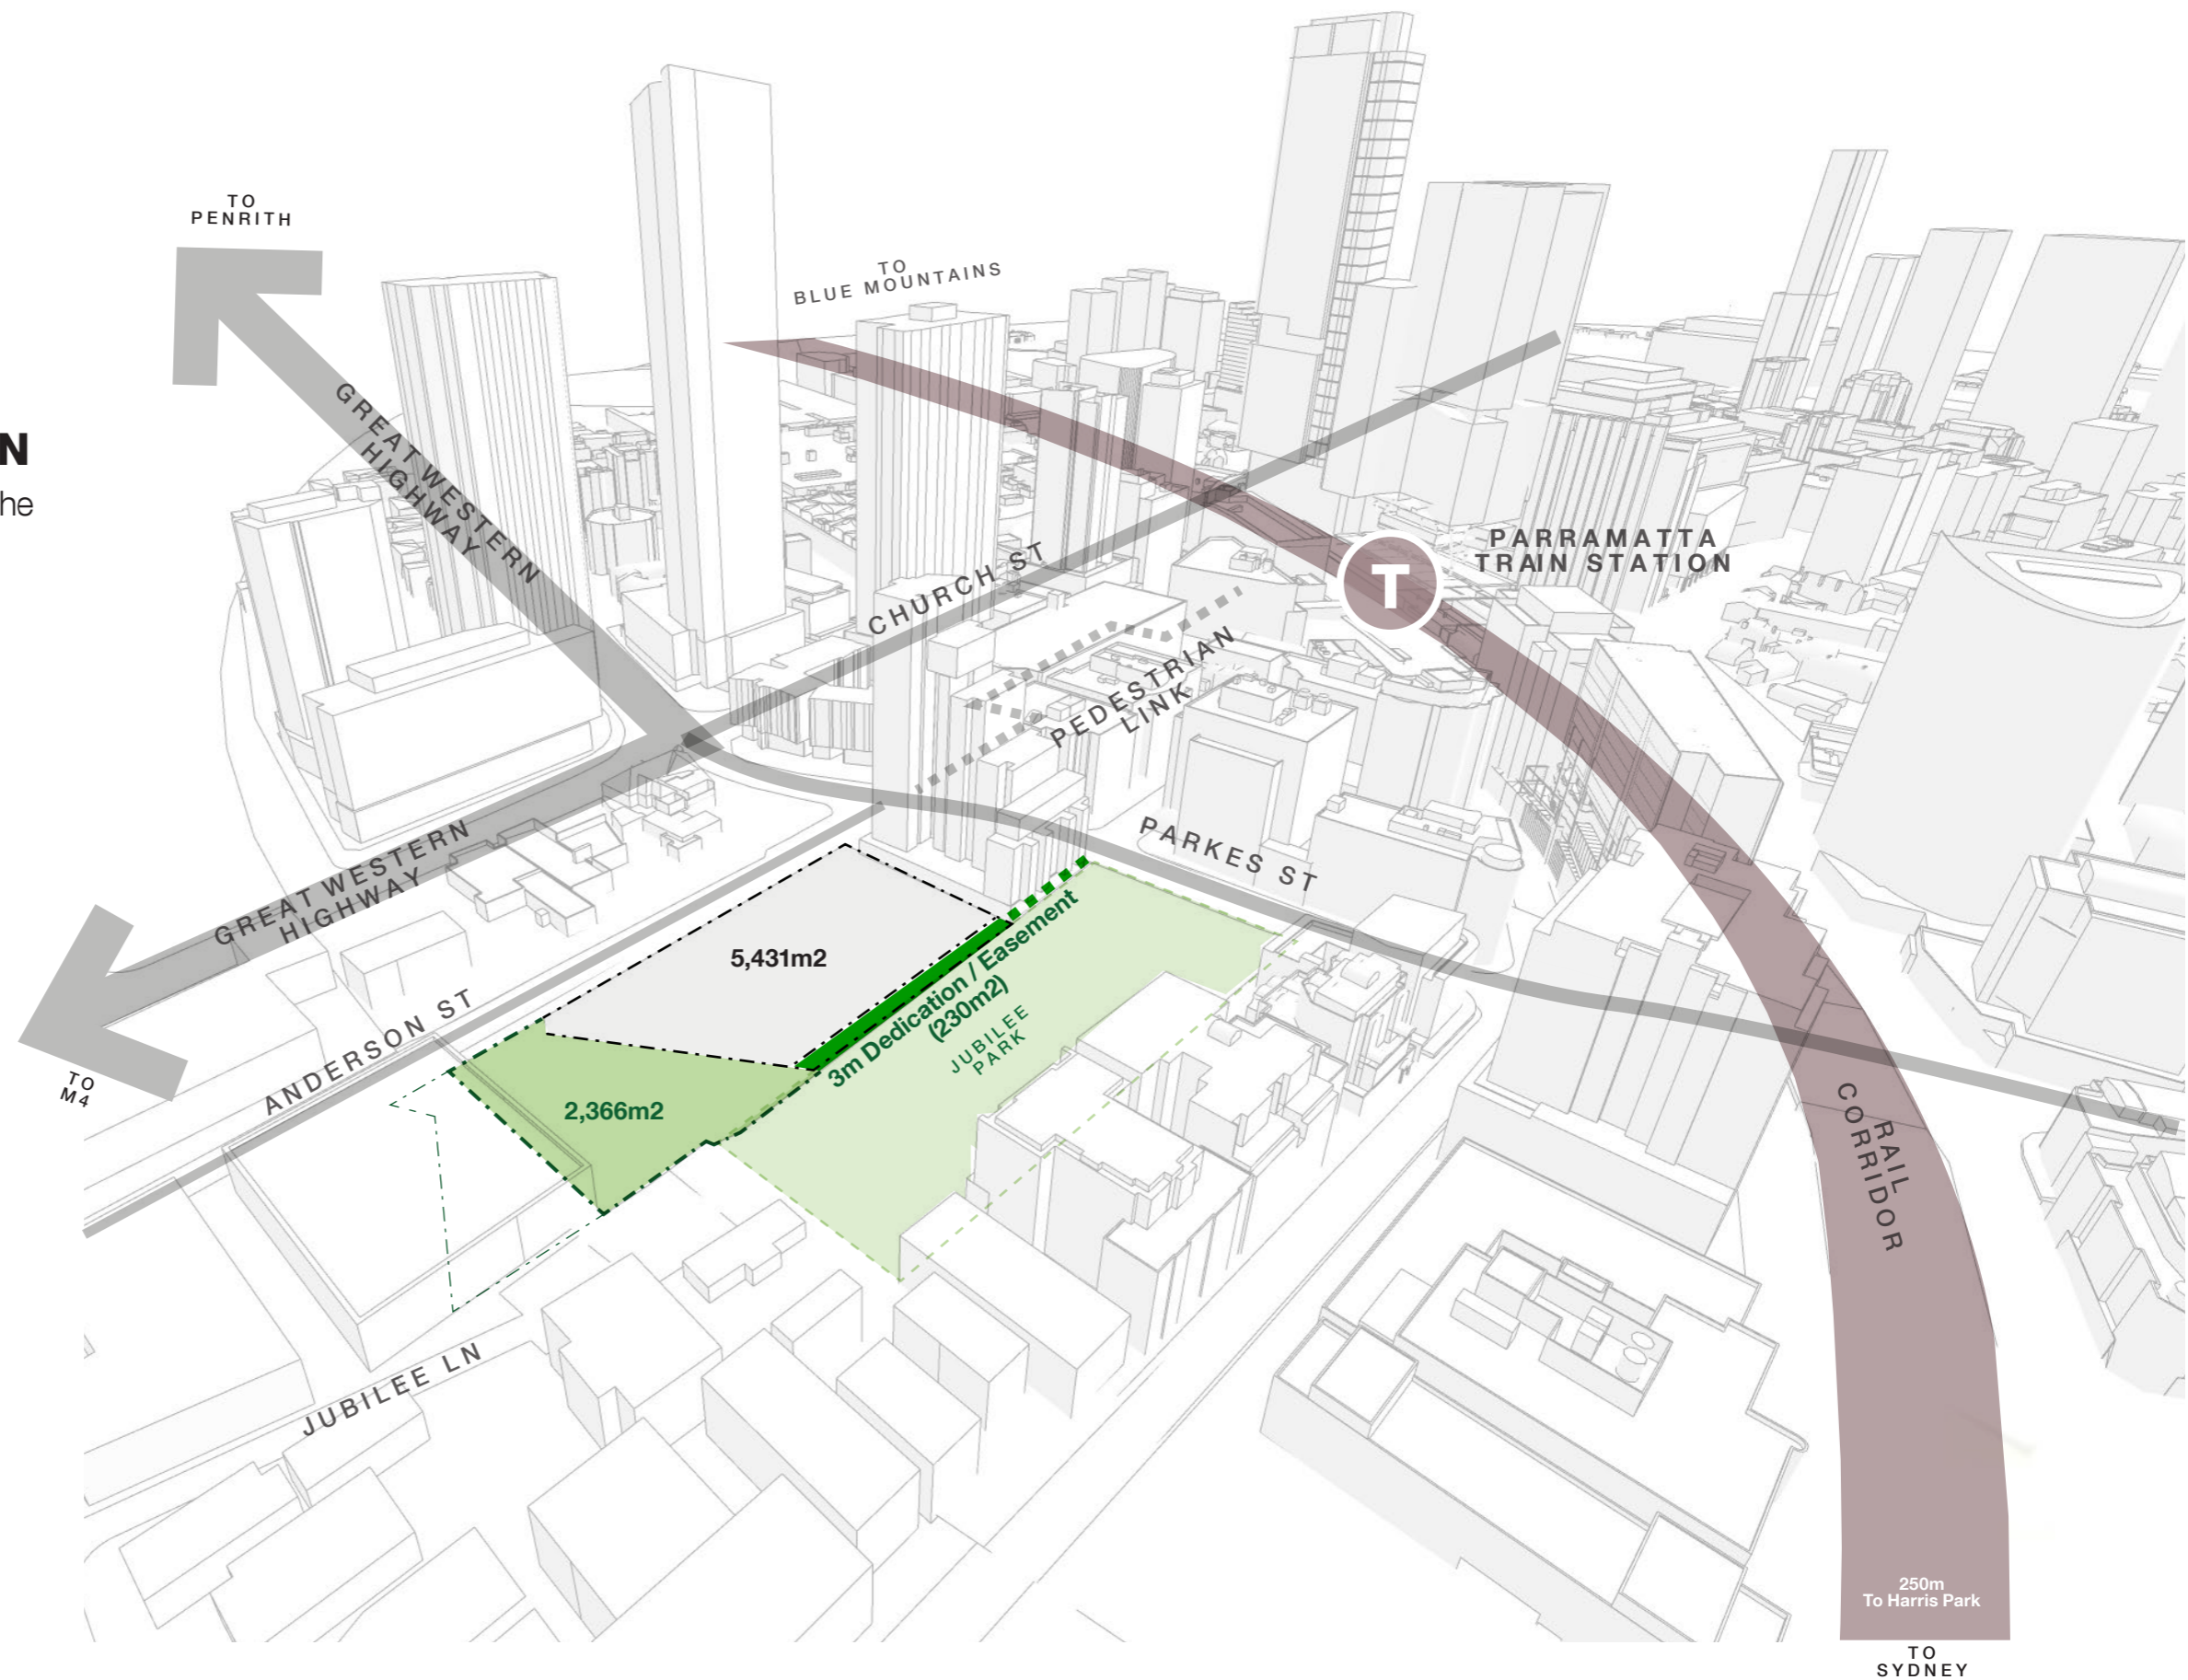 TO
PENRITH
TO
BLUE MOUNTAINS
GREAT WESTERN
HIGHWAY
N
he
CHURCH ST
PARRAMATTA
TRAIN STATION
T
PEDESTRIAN
LINK
PARKES ST
GREAT WESTERN
HIGHWAY
5,431m2
3m Dedication / Easement
(230m2)
JUBILEE
PARK
ANDERSON ST
TO
M4
2,366m2
RAIL
CORRIDOR
JUBILEE LN
250m
To Harris Park
TO
SYDNEY